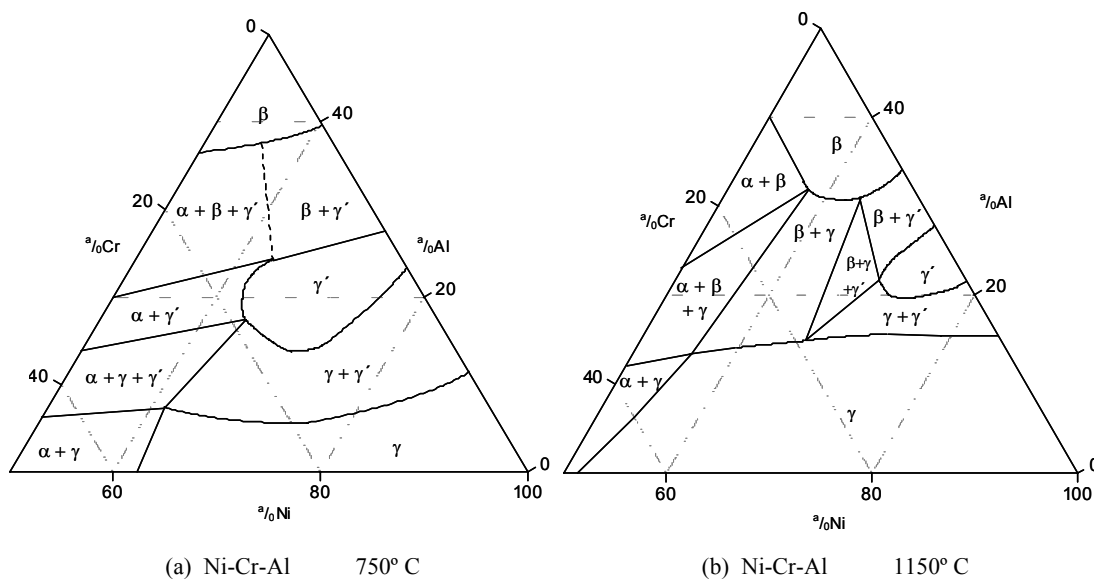 0
β
40
20
α + β + γ´
β + γ´
ᵃ/₀Cr
ᵃ/₀Al
γ´
20
α + γ´
α + γ + γ´
γ + γ´
40
α + γ
γ
0
60
80
100
ᵃ/₀Ni
(a) Ni-Cr-Al 750º C
0
40
β
α + β
20
ᵃ/₀Al
β + γ´
ᵃ/₀Cr
β + γ
β+γ
+γ´
γ´
α + β
+ γ
20
γ + γ´
40
α + γ
γ
0
60
80
100
ᵃ/₀Ni
(b) Ni-Cr-Al 1150º C